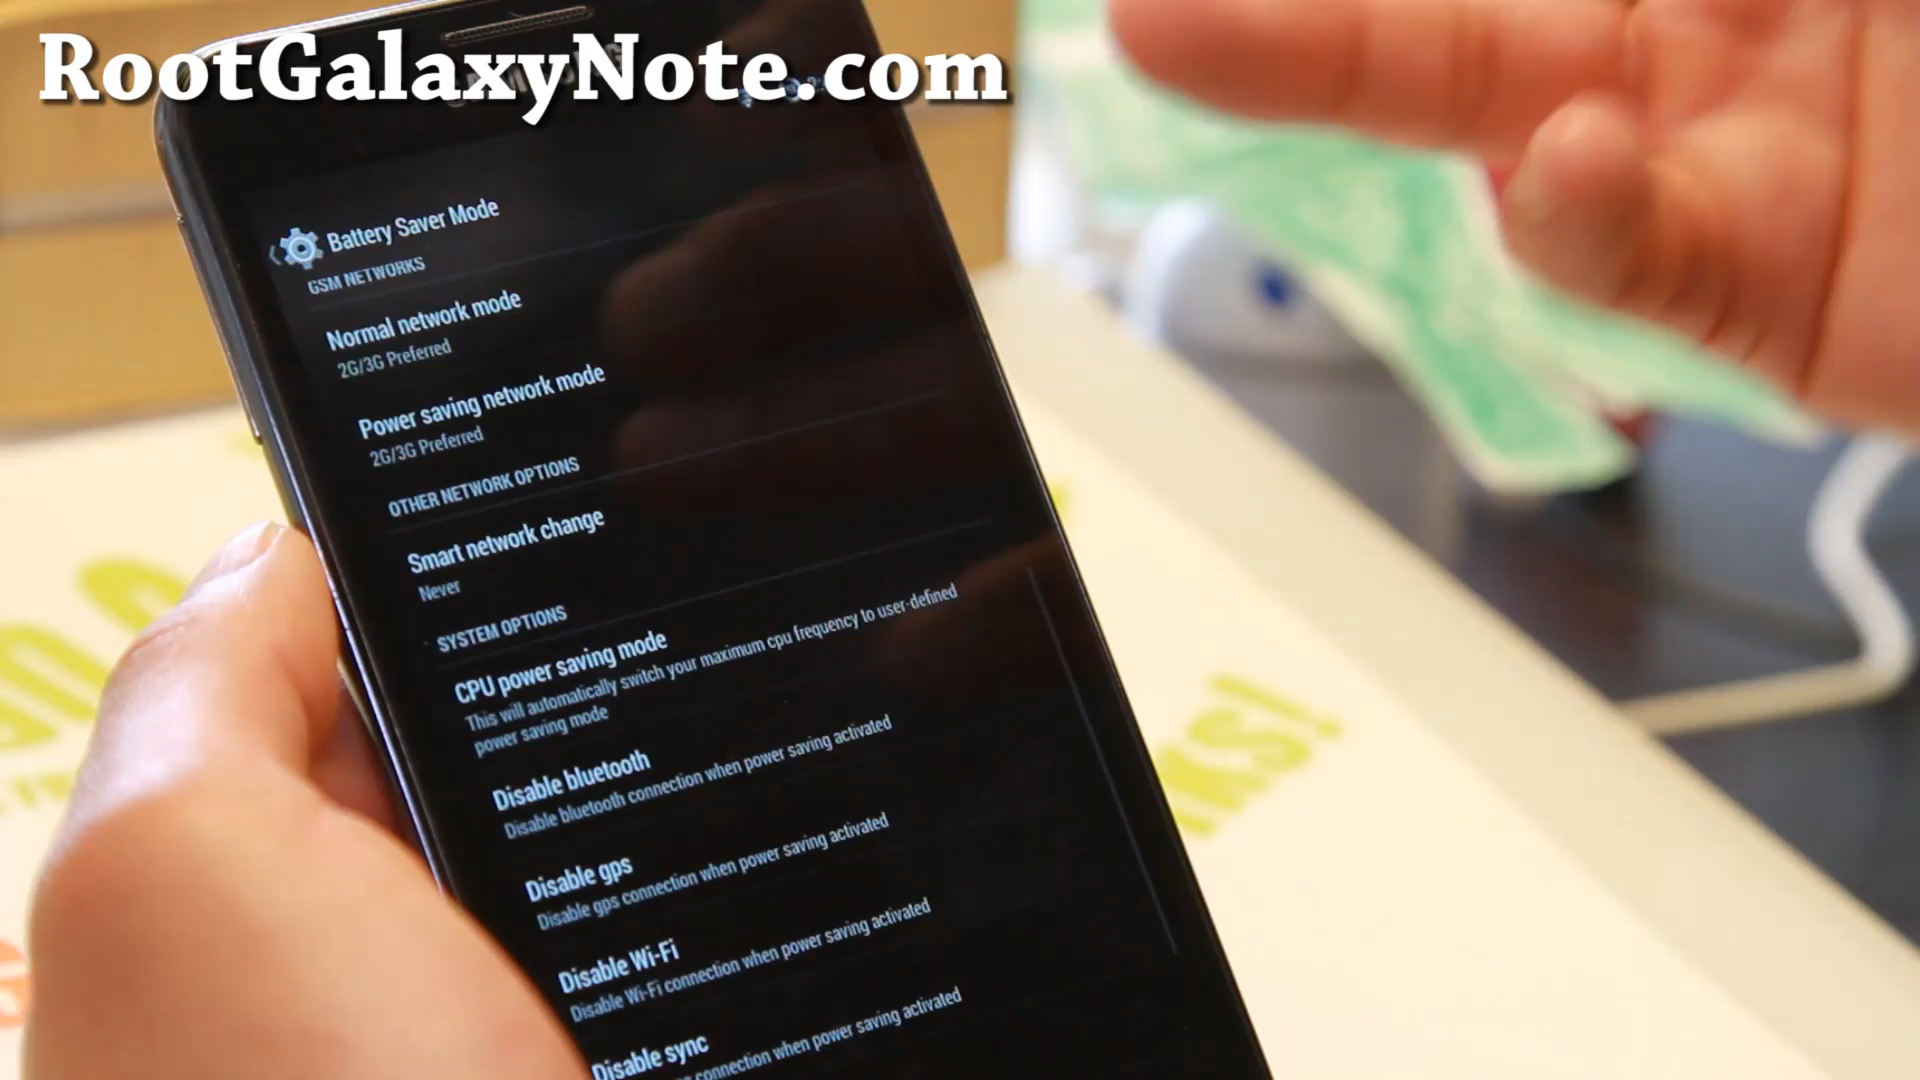 RootGalaxyNote.com
Battery Saver Mode
GSM NETWORKS
Normal network mode
2G/3G Preferred
Power saving network mode
2G/3G Preferred
OTHER NETWORK OPTIONS
Smart network change
Never
SYSTEM OPTIONS
CPU power saving mode
This will automatically switch your maximum cpu frequency to user-defined
power saving mode
Disable bluetooth
Disable bluetooth connection when power saving activated
Disable gps
Disable gps connection when power saving activated
Disable Wi-Fi
Disable Wi-Fi connection when power saving activated
Disable sync
connection when power saving activated